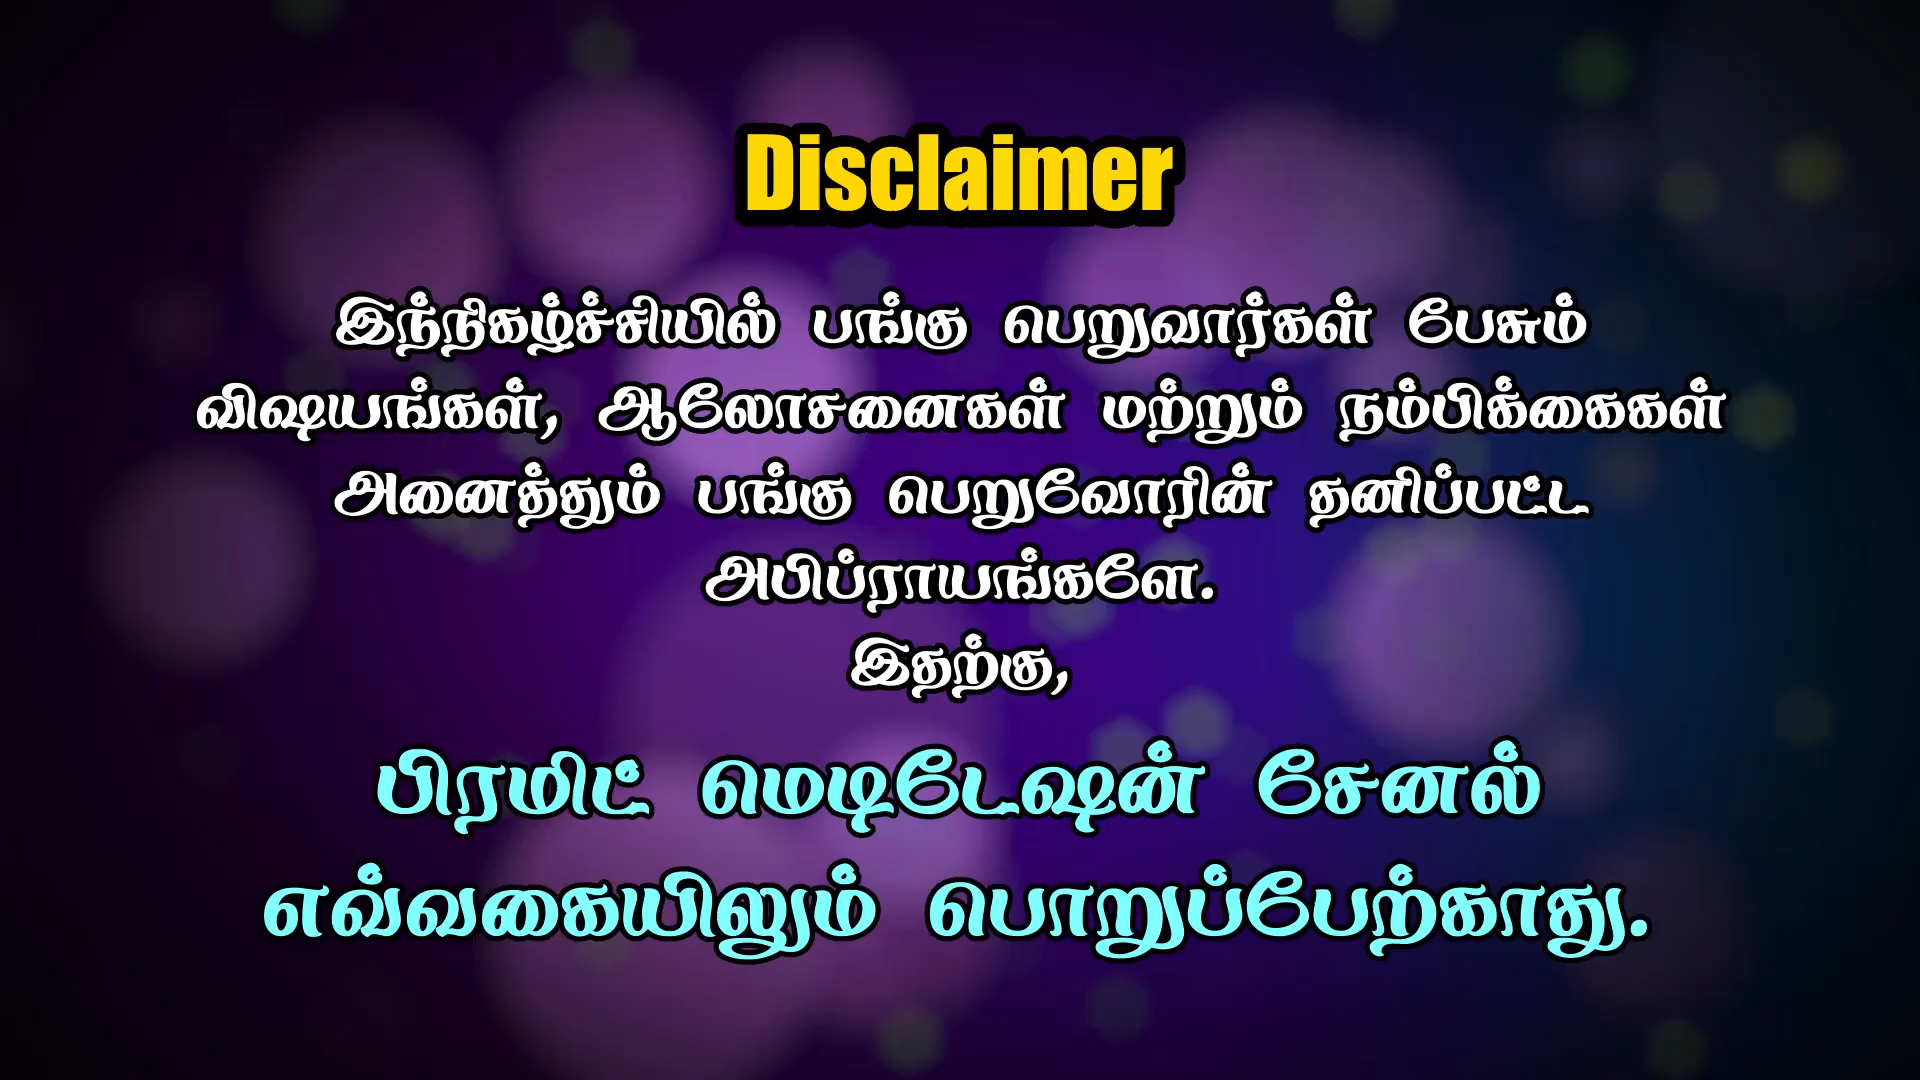 Disclaimer
இந்நிகழ்ச்சியில் பங்கு பெறுவார்கள் பேசும்
விஷயங்கள், ஆலோசனைகள் மற்றும் நம்பிக்கைகள்
அனைத்தும் பங்கு பெறுவோரின் தனிப்பட்ட
அபிப்ராயங்களே.
இதற்கு,
பிரமிட் மெடிடேஷன் சேனல்
எவ்வகையிலும் பொறுப்பேற்காது.